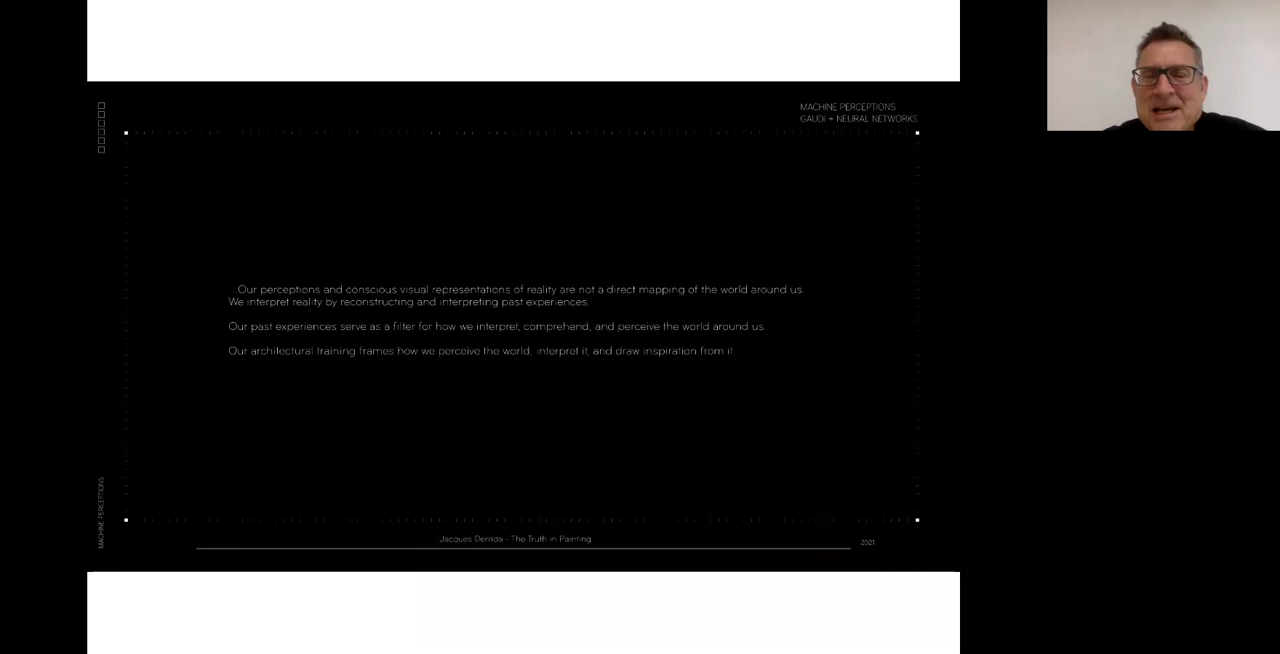 MACHINE PERCEPTIONS
GAUDI + NEURAL NETWORKS
...Our perceptions and conscious visual representations of reality are not a direct mapping of the world around us.
We interpret reality by reconstructing and interpreting past experiences.
Our past experiences serve as a filter for how we interpret, comprehend, and perceive the world around us.
Our architectural training frames how we perceive the world, interpret it, and draw inspiration from it
MACHINE PERCEPTIONS
Jacques Derrida - The Truth in Painting
2021